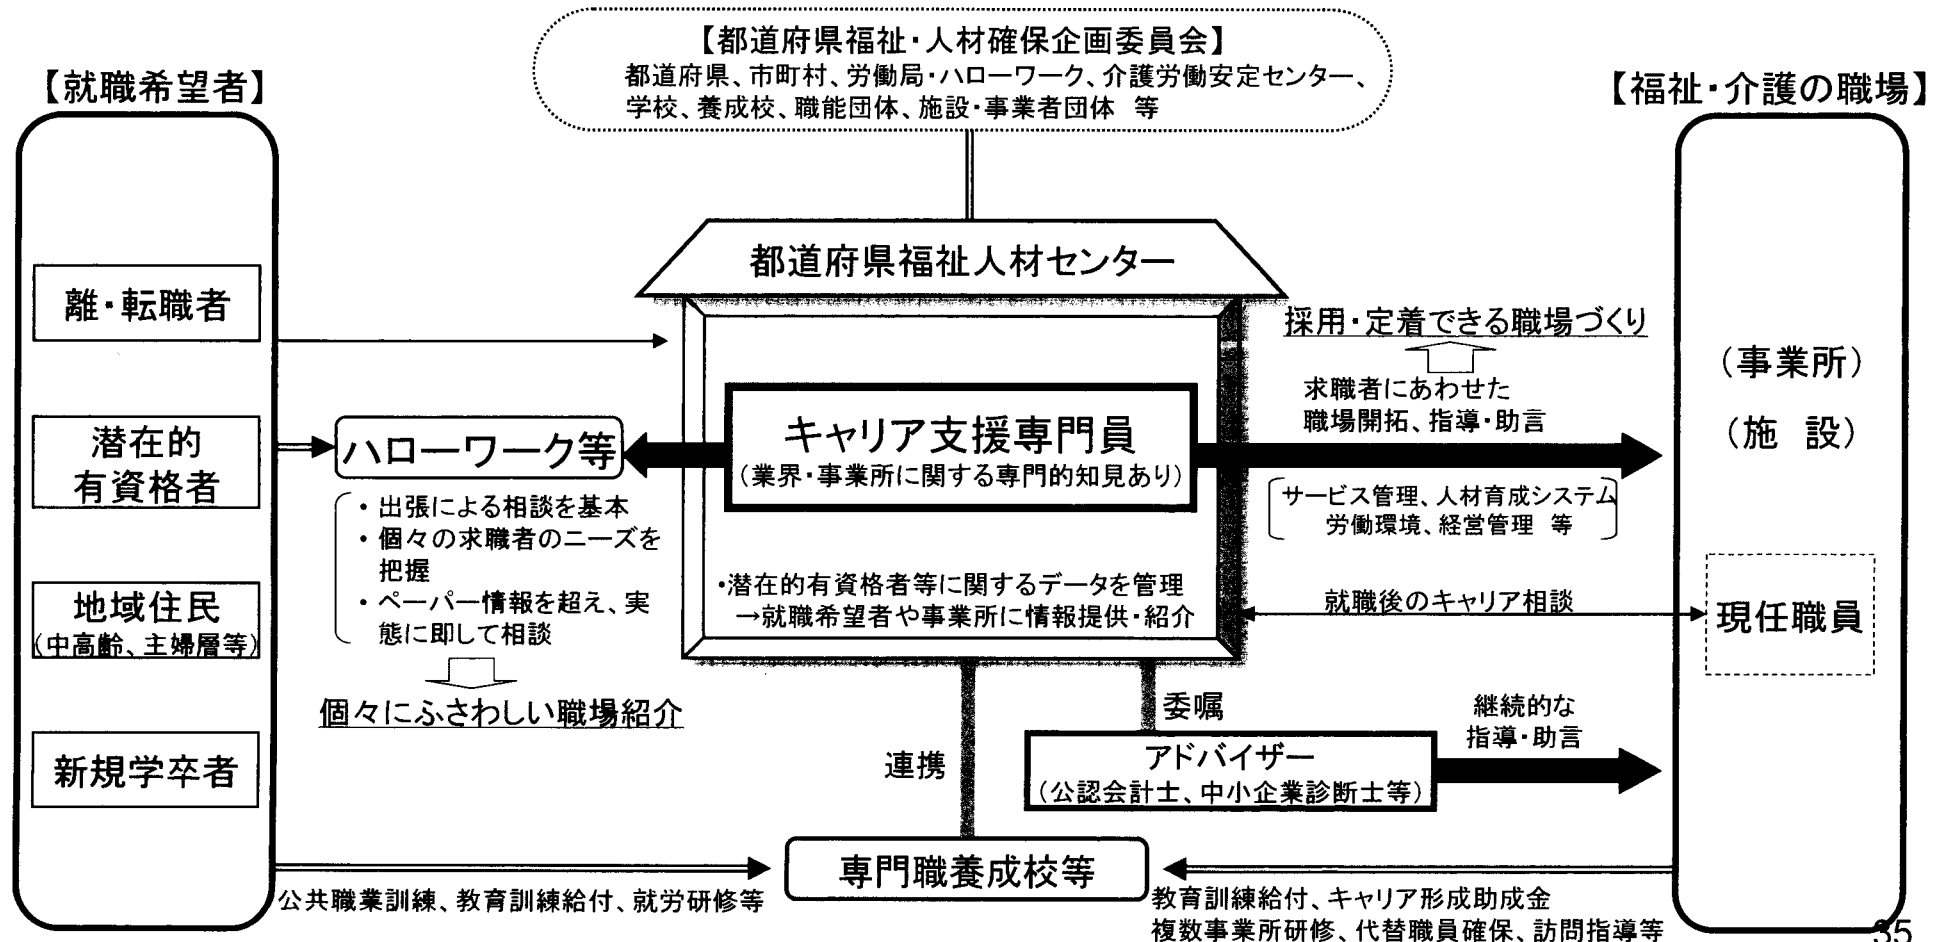 【都道府県福祉・人材確保企画委員会】
都道府県、市町村、労働局・ハローワーク、介護労働安定センター、
学校、養成校、職能団体、施設・事業者団体 等
【就職希望者】
離・転職者
潜在的
有資格者
地域住民
(中高齢、主婦層等)
新規学卒者
ハローワーク等
・出張による相談を基本
・個々の求職者のニーズを
把握
・ペーパー情報を超え、実
態に即して相談
個々にふさわしい職場紹介
都道府県福祉人材センター
キャリア支援専門員
(業界・事業所に関する専門的知見あり)
・潜在的有資格者等に関するデータを管理
→就職希望者や事業所に情報提供・紹介
採用・定着できる職場づくり
求職者にあわせた
職場開拓、指導・助言
サービス管理、人材育成システム
労働環境、経営管理 等
就職後のキャリア相談
【福祉・介護の職場】
(事業所)
(施 設)
現任職員
連携
委嘱
アドバイザー
(公認会計士、中小企業診断士等)
継続的な
指導・助言
専門職養成校等
公共職業訓練、教育訓練給付、就労研修等
教育訓練給付、キャリア形成助成金
複数事業所研修、代替職員確保、訪問指導等
35